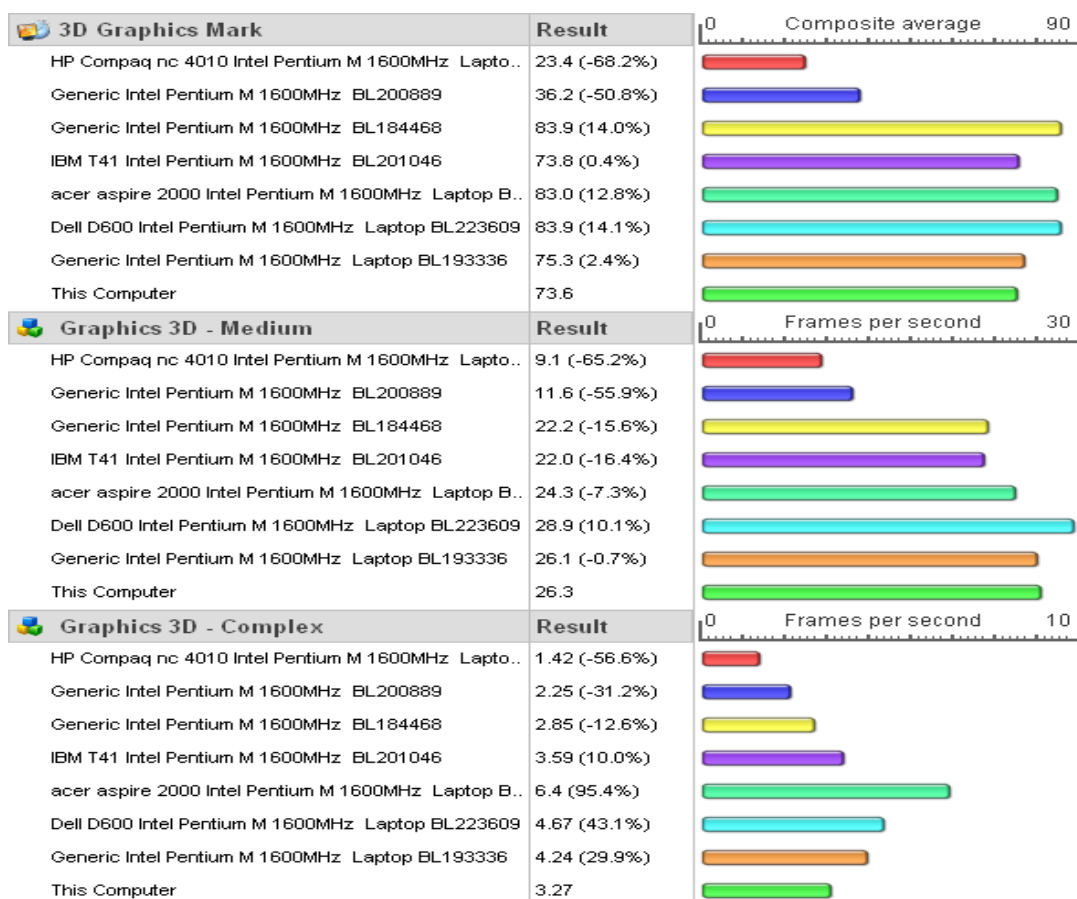 3D Graphics Mark Result 0 Composite average 90
HP Compaq nc 4010 Intel Pentium M 1600MHz Lapto.. 23.4 (-68.2%)
Generic Intel Pentium M 1600MHz BL200889 36.2 (-50.8%)
Generic Intel Pentium M 1600MHz BL184468 83.9 (14.0%)
IBM T41 Intel Pentium M 1600MHz BL201046 73.8 (0.4%)
acer aspire 2000 Intel Pentium M 1600MHz Laptop B.. 83.0 (12.8%)
Dell D600 Intel Pentium M 1600MHz Laptop BL223609 83.9 (14.1%)
Generic Intel Pentium M 1600MHz Laptop BL193336 75.3 (2.4%)
This Computer 73.6
Graphics 3D - Medium Result 0 Frames per second 30
HP Compaq nc 4010 Intel Pentium M 1600MHz Lapto.. 9.1 (-65.2%)
Generic Intel Pentium M 1600MHz BL200889 11.6 (-55.9%)
Generic Intel Pentium M 1600MHz BL184468 22.2 (-15.6%)
IBM T41 Intel Pentium M 1600MHz BL201046 22.0 (-16.4%)
acer aspire 2000 Intel Pentium M 1600MHz Laptop B.. 24.3 (-7.3%)
Dell D600 Intel Pentium M 1600MHz Laptop BL223609 28.9 (10.1%)
Generic Intel Pentium M 1600MHz Laptop BL193336 26.1 (-0.7%)
This Computer 26.3
Graphics 3D - Complex Result 0 Frames per second 10
HP Compaq nc 4010 Intel Pentium M 1600MHz Lapto.. 1.42 (-56.6%)
Generic Intel Pentium M 1600MHz BL200889 2.25 (-31.2%)
Generic Intel Pentium M 1600MHz BL184468 2.85 (-12.6%)
IBM T41 Intel Pentium M 1600MHz BL201046 3.59 (10.0%)
acer aspire 2000 Intel Pentium M 1600MHz Laptop B.. 6.4 (95.4%)
Dell D600 Intel Pentium M 1600MHz Laptop BL223609 4.67 (43.1%)
Generic Intel Pentium M 1600MHz Laptop BL193336 4.24 (29.9%)
This Computer 3.27